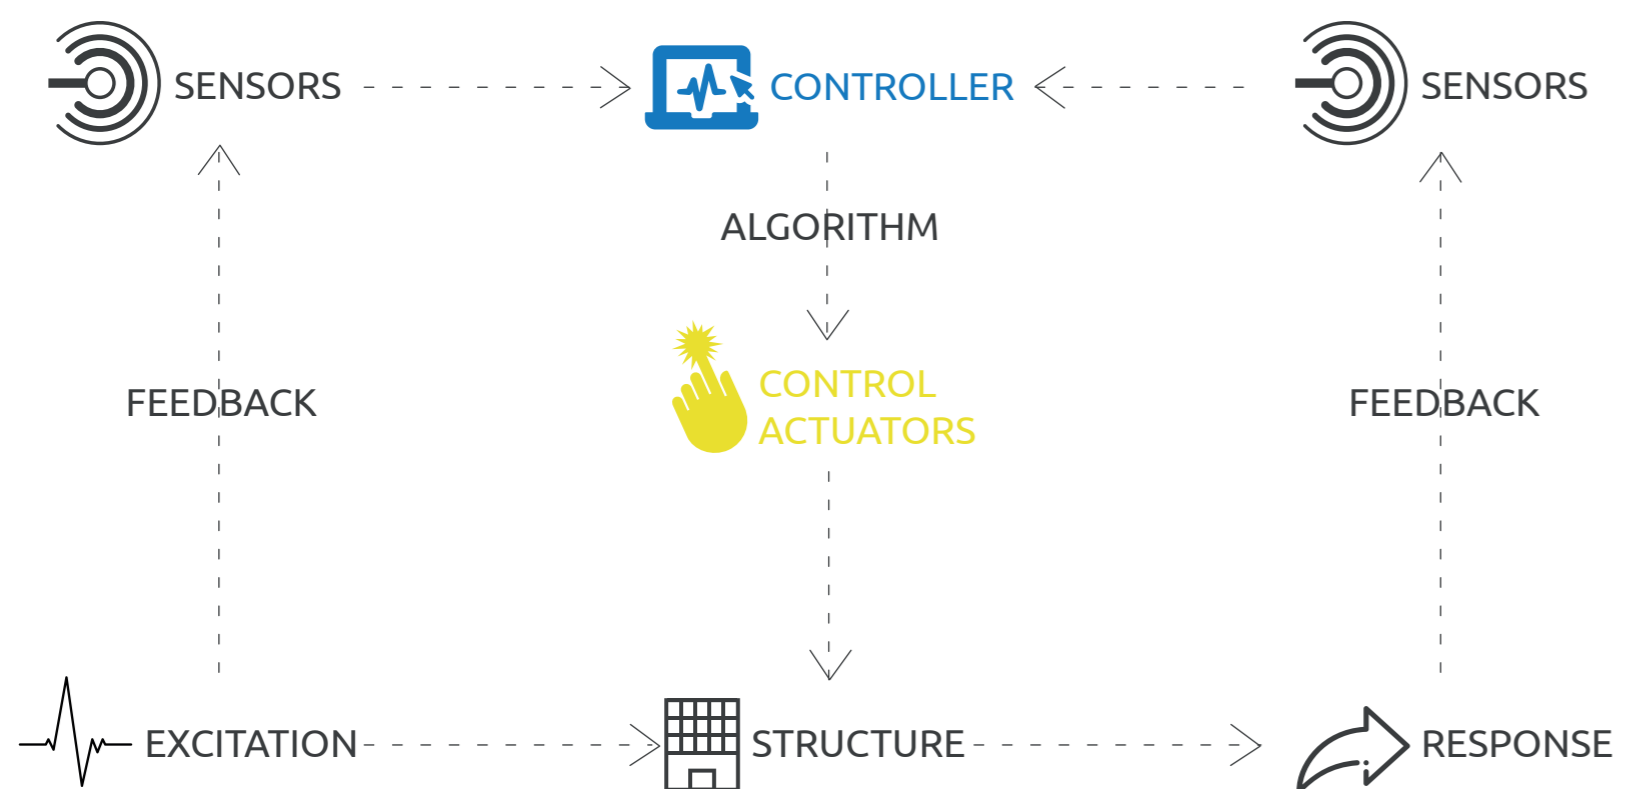 SENSORS
CONTROLLER
SENSORS
ALGORITHM
CONTROL
ACTUATORS
FEEDBACK
FEEDBACK
EXCITATION
STRUCTURE
RESPONSE